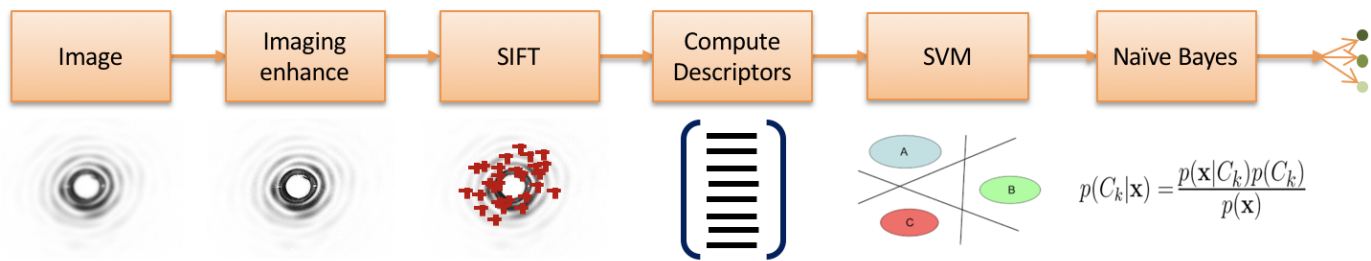 Image
Imaging
enhance
SIFT
Compute
Descriptors
SVM
Naïve Bayes
A
B
C
p(C_k|x) = p(x|C_k)p(C_k) / p(x)